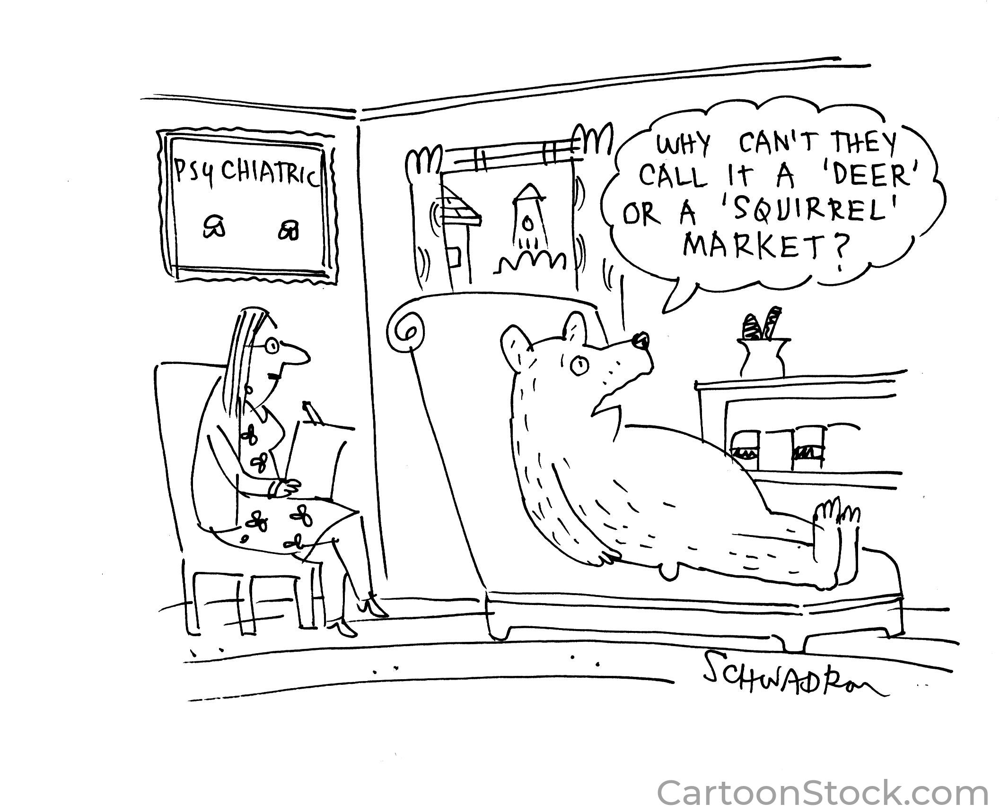 PSYCHIATRIC
WHY CAN'T THEY
CALL IT A 'DEER'
OR A 'SQUIRREL'
MARKET?
SCHWADRON
CartoonStock.com